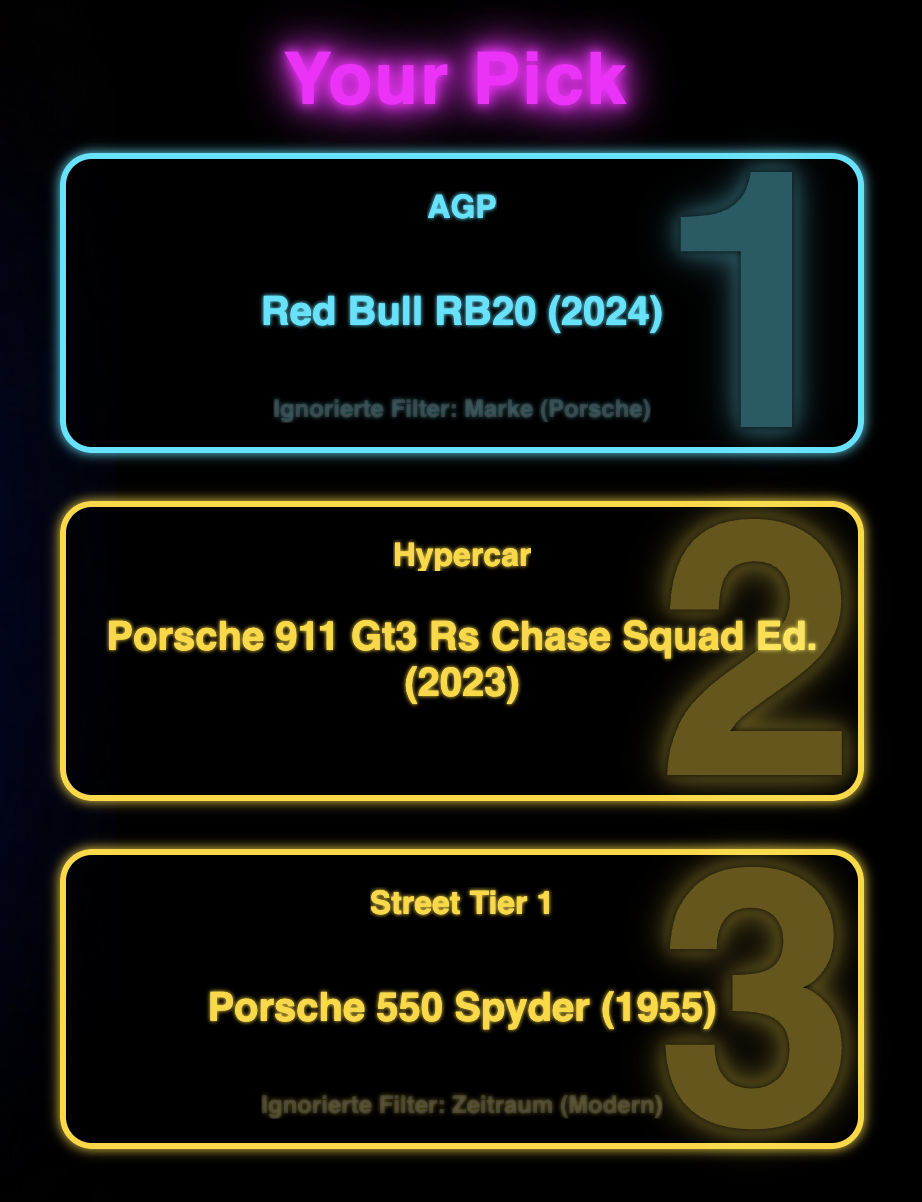 Your Pick
AGP
1
Red Bull RB20 (2024)
Ignorierte Filter: Marke (Porsche)
Hypercar
2
Porsche 911 Gt3 Rs Chase Squad Ed.
(2023)
Street Tier 1
3
Porsche 550 Spyder (1955)
Ignorierte Filter: Zeitraum (Modern)